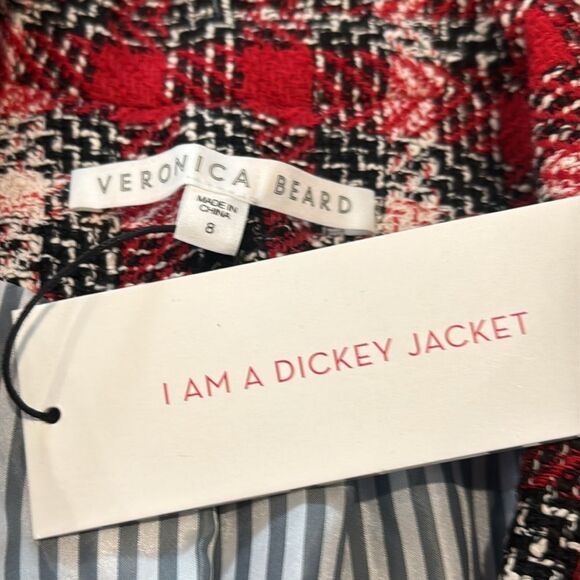 VERONICA BEARD
MADE IN
CHINA
8
I AM A DICKEY JACKET